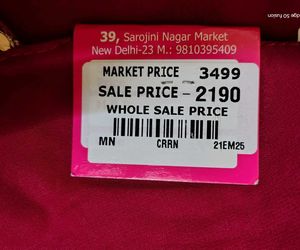 39, Sarojini Nagar Market
New Delhi-23 M.: 9810395409
MARKET PRICE 3499
SALE PRICE - 2190
WHOLE SALE PRICE
MN CRRN 21EM25